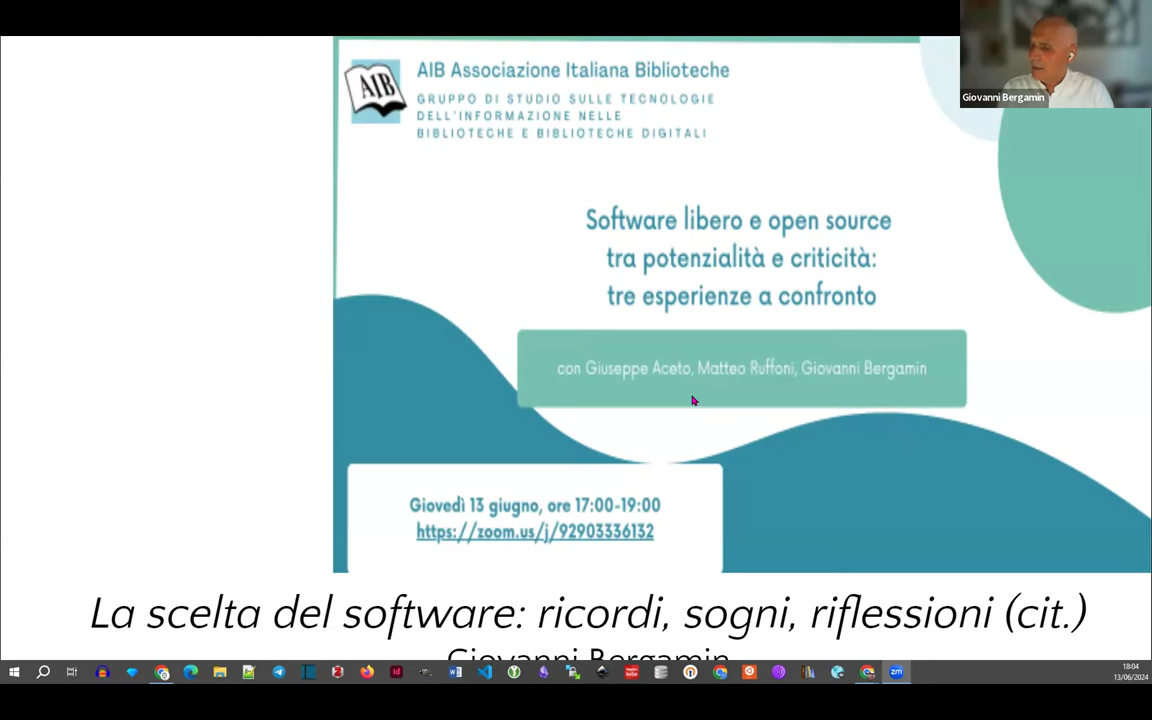 Giovanni Bergamin
AIB
AIB Associazione Italiana Biblioteche
GRUPPO DI STUDIO SULLE TECNOLOGIE
DELL'INFORMAZIONE NELLE
BIBLIOTECHE E BIBLIOTECHE DIGITALI
Software libero e open source
tra potenzialità e criticità:
tre esperienze a confronto
con Giuseppe Aceto, Matteo Ruffoni, Giovanni Bergamin
Giovedì 13 giugno, ore 17:00-19:00
https://zoom.us/j/92903336132
La scelta del software: ricordi, sogni, riflessioni (cit.)
Giovanni Bergamin
18:04
13/06/2024